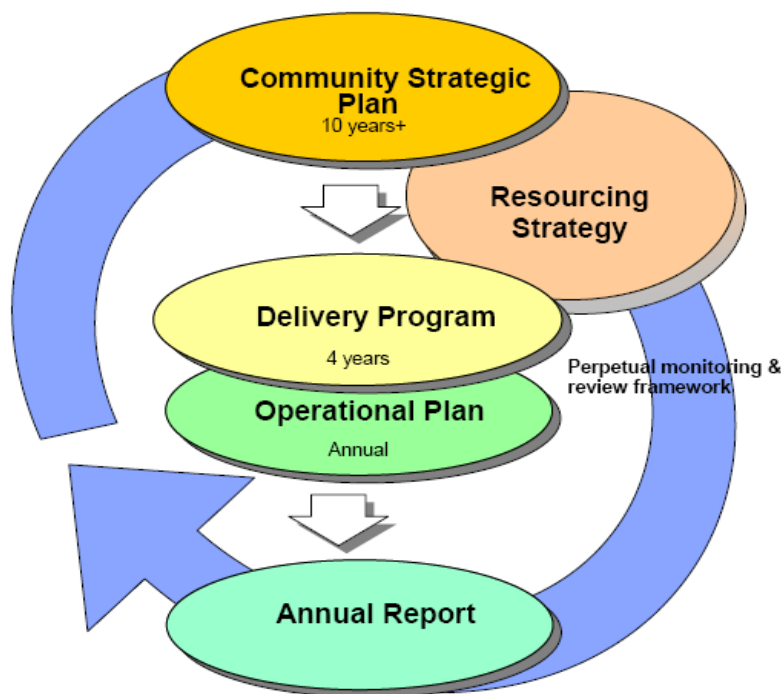 Community Strategic
Plan
10 years+
Resourcing
Strategy
Delivery Program
4 years
Perpetual monitoring &
review framework
Operational Plan
Annual
Annual Report